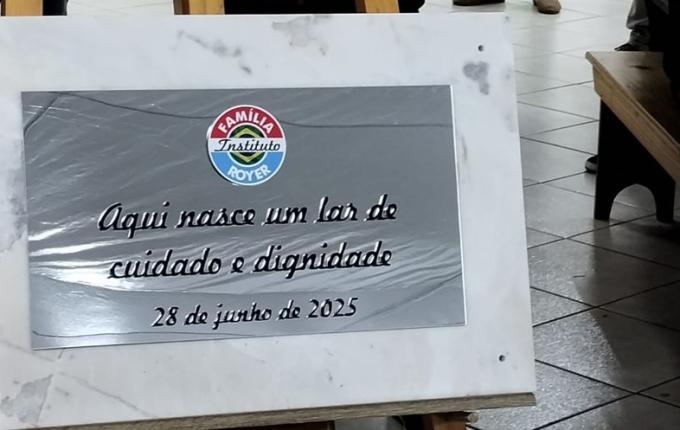 FAMÍLIA
Instituto
ROYER
Aqui nasce um lar de
cuidado e dignidade
28 de junho de 2025